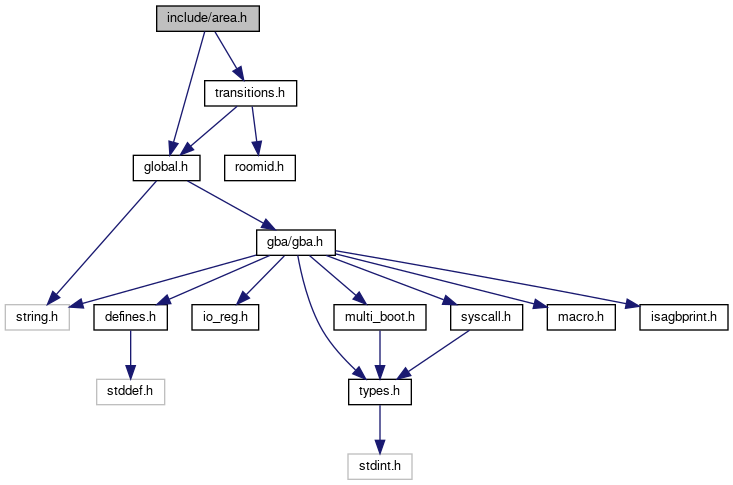 include/area.h
transitions.h
global.h
roomid.h
gba/gba.h
string.h
defines.h
io_reg.h
multi_boot.h
syscall.h
macro.h
isagbprint.h
stddef.h
types.h
stdint.h